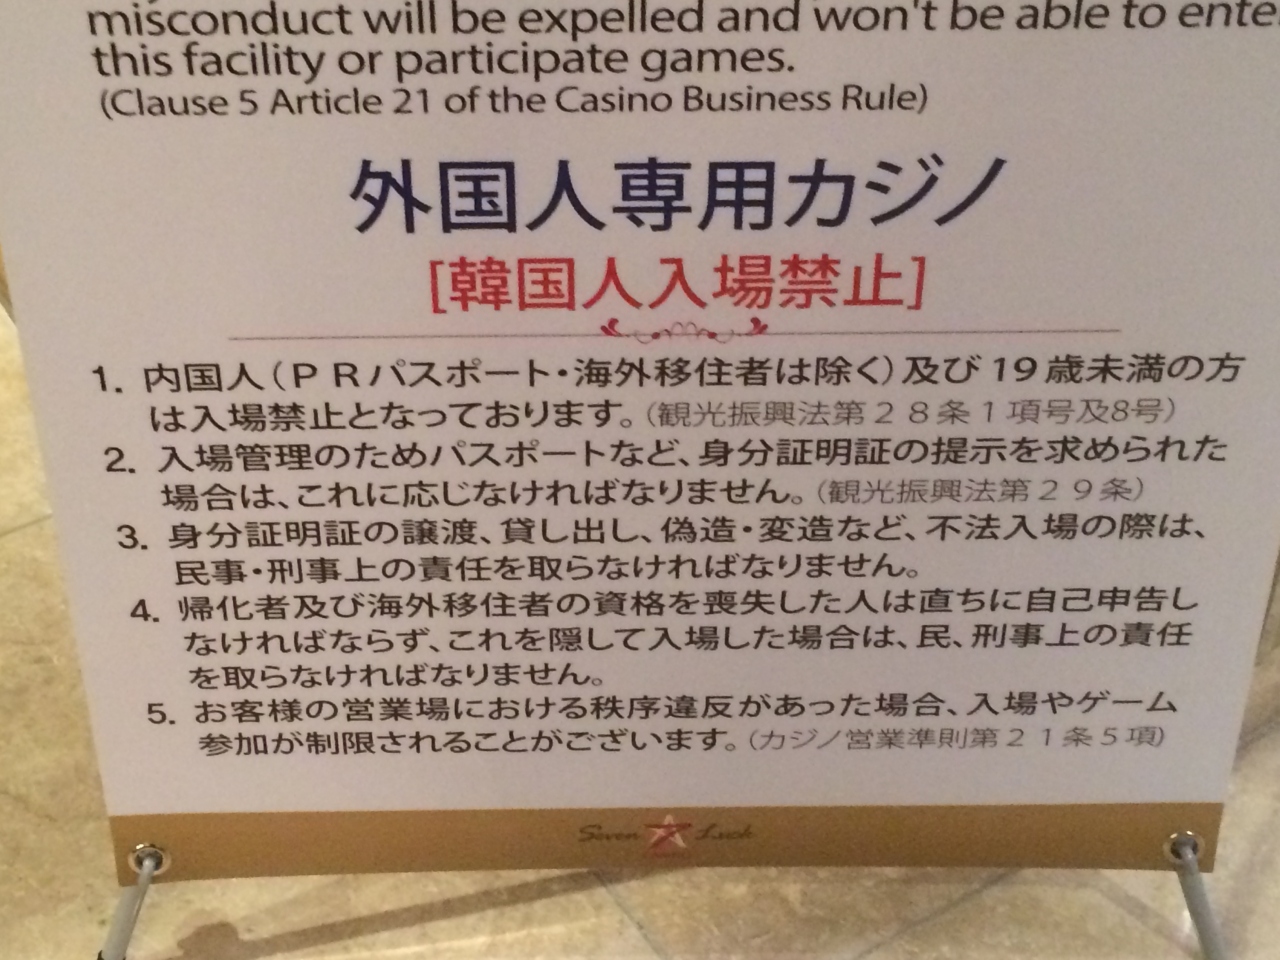 misconduct will be expelled and won't be able to ente
this facility or participate games.
(Clause 5 Article 21 of the Casino Business Rule)
外国人専用カジノ
[韓国人入場禁止]
1. 内国人(PRパスポート・海外移住者は除く)及び19歳未満の方
は入場禁止となっております。(観光振興法第28条1項号及8号)
2. 入場管理のためパスポートなど、身分証明証の提示を求められた
場合は、これに応じなければなりません。(観光振興法第29条)
3. 身分証明証の譲渡、貸し出し、偽造・変造など、不法入場の際は、
民事・刑事上の責任を取らなければなりません。
4. 帰化者及び海外移住者の資格を喪失した人は直ちに自己申告し
なければならず、これを隠して入場した場合は、民、刑事上の責任
を取らなければなりません。
5. お客様の営業場における秩序違反があった場合、入場やゲーム
参加が制限されることがございます。(カジノ営業準則第21条5項)
Seven 7 Luck